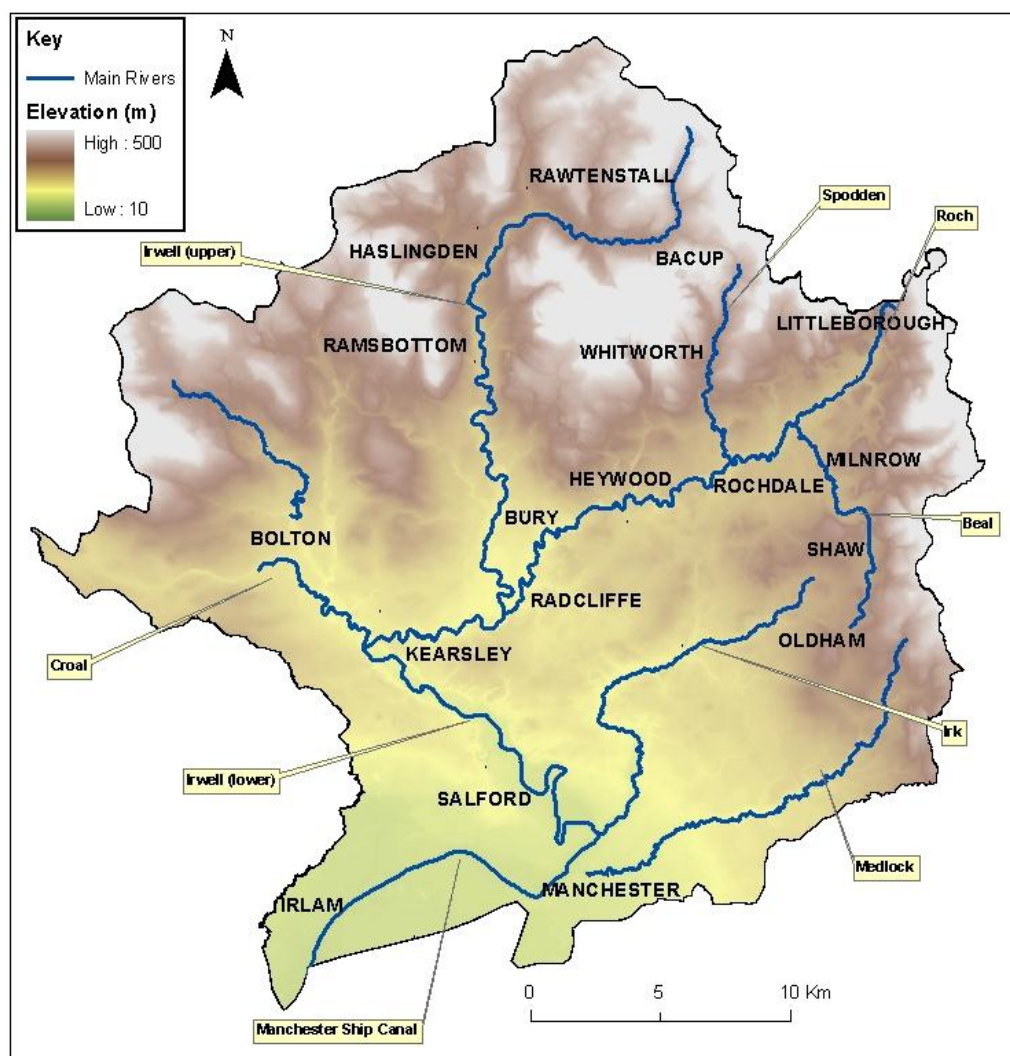 Key
Main Rivers
Elevation (m)
High : 500
Low : 10
N
RAWTENSTALL
Spodden
Roch
Irwell (upper)
HASLINGDEN
BACUP
LITTLEBOROUGH
RAMSBOTTOM
WHITWORTH
MILNROW
HEYWOOD
ROCHDALE
BURY
Beal
BOLTON
SHAW
RADCLIFFE
OLDHAM
KEARSLEY
Croal
Irk
Irwell (lower)
SALFORD
Medlock
MANCHESTER
IRLAM
Manchester Ship Canal
0 5 10 Km